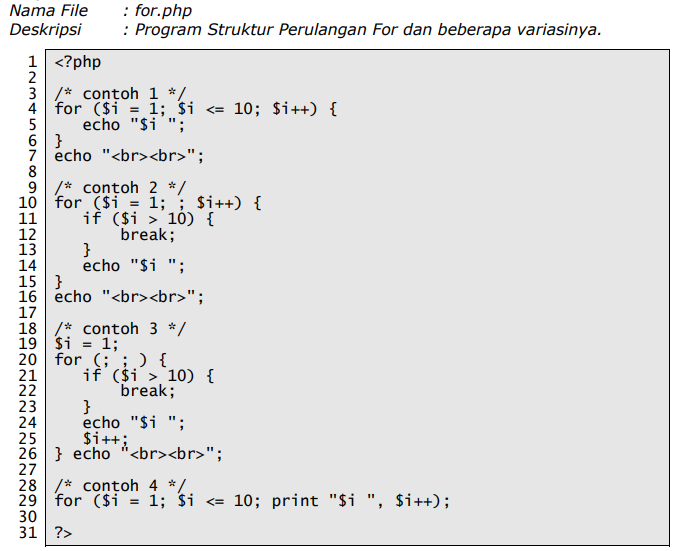 Nama File : for.php
Deskripsi : Program Struktur Perulangan For dan beberapa variasinya.
1 <?php
2
3 /* contoh 1 */
4 for ($i = 1; $i <= 10; $i++) {
5 echo "$i ";
6 }
7 echo "<br><br>";
8
9 /* contoh 2 */
10 for ($i = 1; ; $i++) {
11 if ($i > 10) {
12 break;
13 }
14 echo "$i ";
15 }
16 echo "<br><br>";
17
18 /* contoh 3 */
19 $i = 1;
20 for (; ; ) {
21 if ($i > 10) {
22 break;
23 }
24 echo "$i ";
25 $i++;
26 } echo "<br><br>";
27
28 /* contoh 4 */
29 for ($i = 1; $i <= 10; print "$i ", $i++);
30
31 ?>